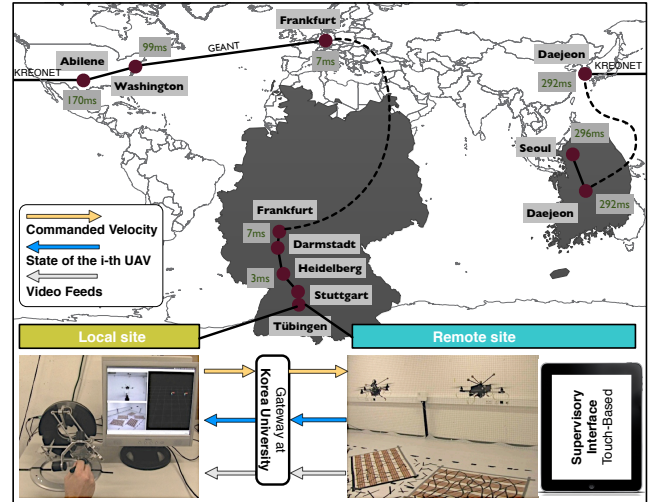 Frankfurt
99ms
GEANT
Daejeon
Abilene
7ms
KREONET
KREONET
Washington
292ms
170ms
296ms
Seoul
Frankfurt
Daejeon
292ms
7ms
Darmstadt
Commanded Velocity
Heidelberg
State of the i-th UAV
3ms
Stuttgart
Video Feeds
Tübingen
Local site
Remote site
Gateway at
Korea University
Supervisory
Interface
Touch-Based